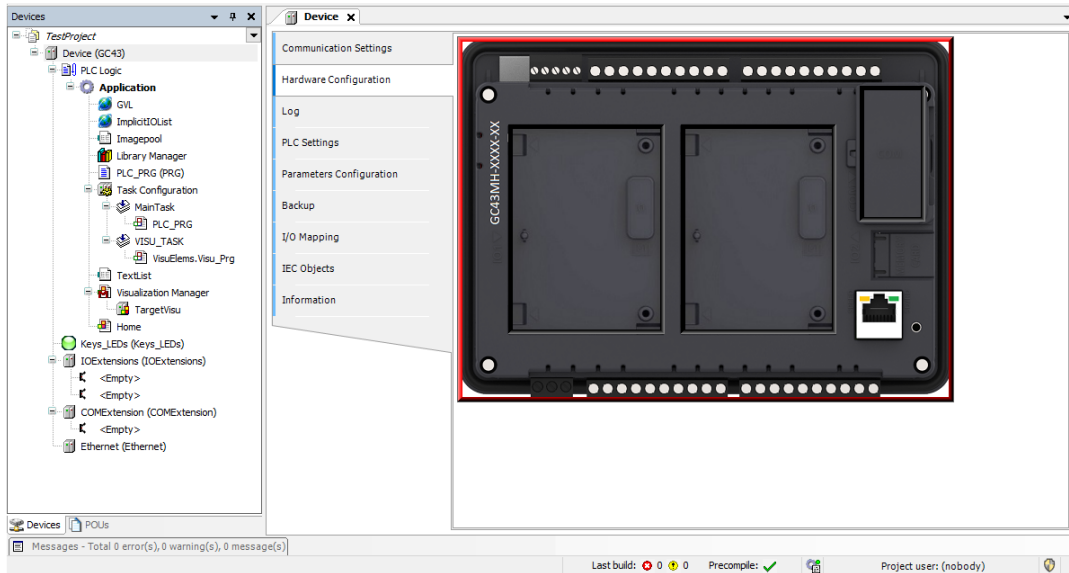 Devices
TestProject
Device (GC43)
PLC Logic
Application
GVL
ImplicitIOList
Imagepool
Library Manager
PLC_PRG (PRG)
Task Configuration
MainTask
PLC_PRG
VISU_TASK
VisuElems.Visu_Prg
TextList
Visualization Manager
TargetVisu
Home
Keys_LEDs (Keys_LEDs)
IOExtensions (IOExtensions)
<Empty>
<Empty>
COMExtension (COMExtension)
<Empty>
Ethernet (Ethernet)
Devices
POUs
Device
Communication Settings
Hardware Configuration
Log
PLC Settings
Parameters Configuration
Backup
I/O Mapping
IEC Objects
Information
GC43MH-XXXX-XX
Messages - Total 0 error(s), 0 warning(s), 0 message(s)
Last build: 0 0 Precompile: Project user: (nobody)